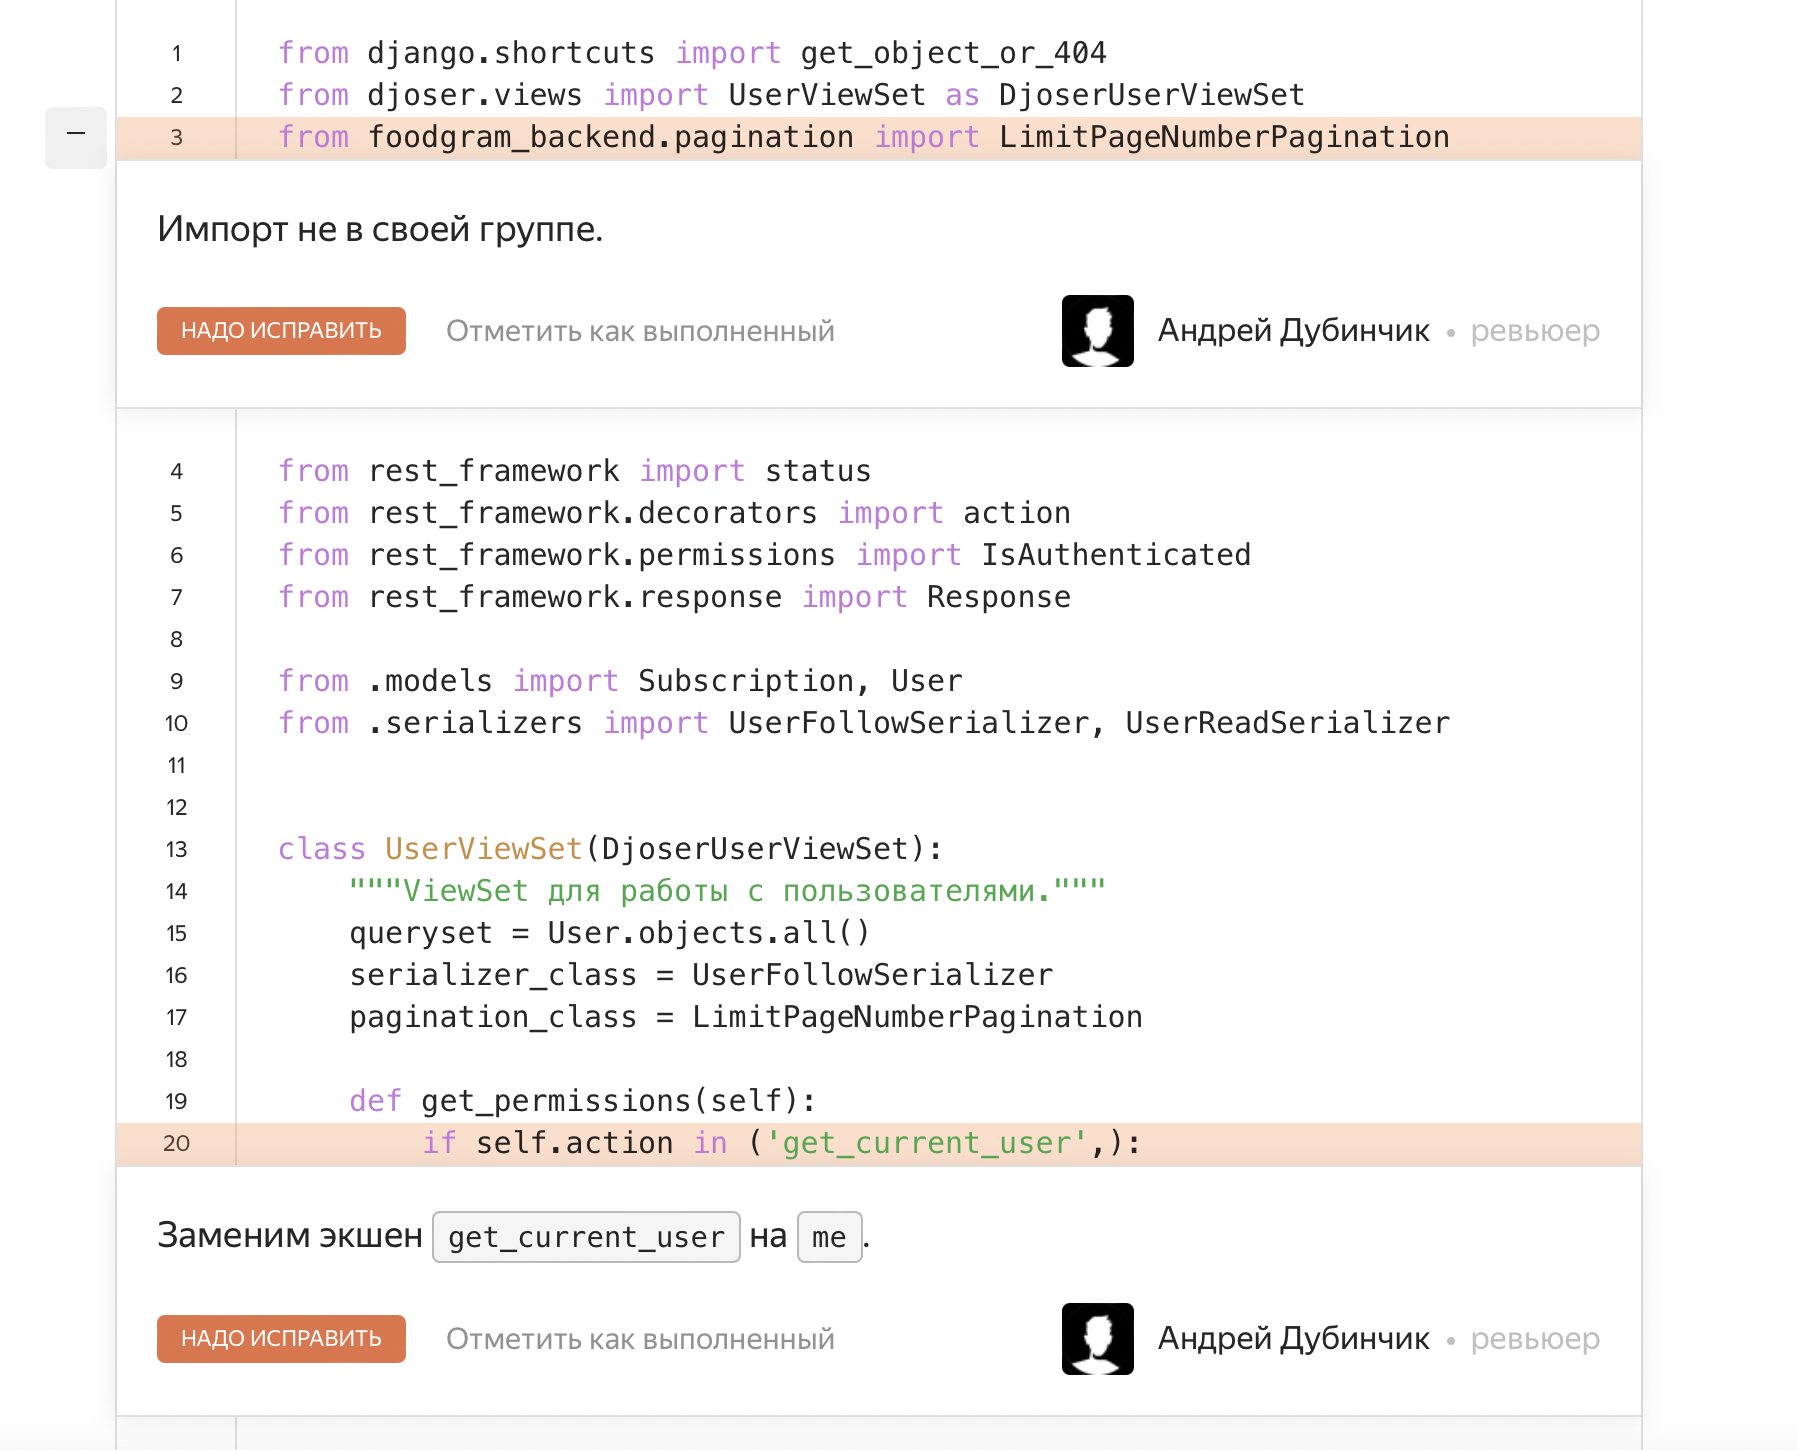 1 from django.shortcuts import get_object_or_404
2 from djoser.views import UserViewSet as DjoserUserViewSet
3 from foodgram_backend.pagination import LimitPageNumberPagination
Импорт не в своей группе.
НАДО ИСПРАВИТЬ Отметить как выполненный Андрей Дубинчик • ревьюер
4 from rest_framework import status
5 from rest_framework.decorators import action
6 from rest_framework.permissions import IsAuthenticated
7 from rest_framework.response import Response
8
9 from .models import Subscription, User
10 from .serializers import UserFollowSerializer, UserReadSerializer
11
12
13 class UserViewSet(DjoserUserViewSet):
14     """ViewSet для работы с пользователями."""
15     queryset = User.objects.all()
16     serializer_class = UserFollowSerializer
17     pagination_class = LimitPageNumberPagination
18
19     def get_permissions(self):
20         if self.action in ('get_current_user',):
Заменим экшен get_current_user на me.
НАДО ИСПРАВИТЬ Отметить как выполненный Андрей Дубинчик • ревьюер